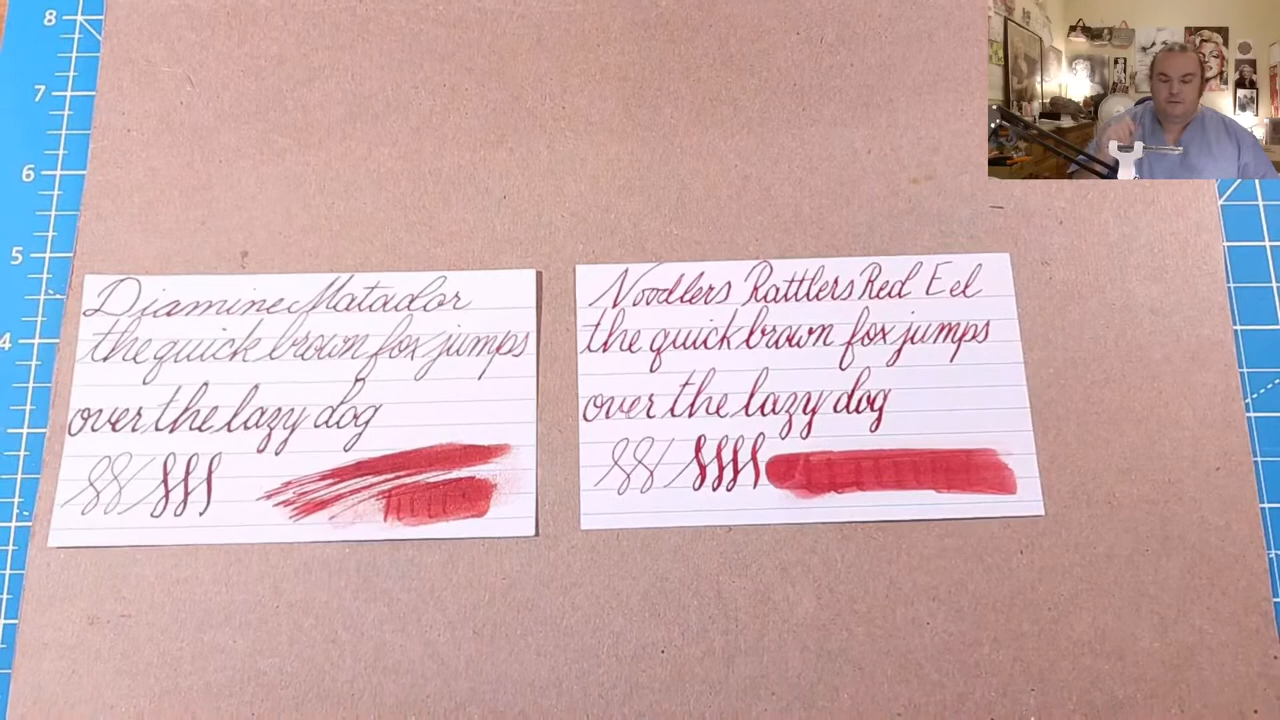 8
7
6
5
4
Diamine Matador
the quick brown fox jumps
over the lazy dog
Noodlers Rattlers Red Eel
the quick brown fox jumps
over the lazy dog